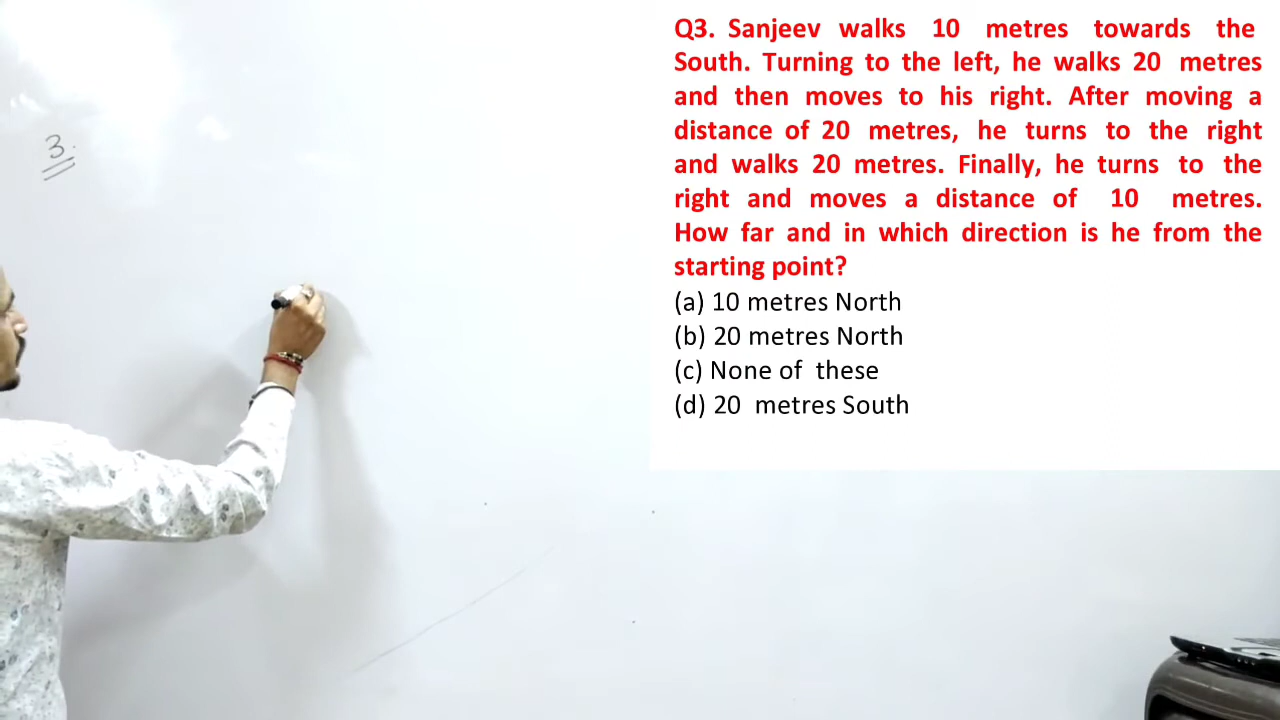 3.
Q3. Sanjeev walks 10 metres towards the
South. Turning to the left, he walks 20 metres
and then moves to his right. After moving a
distance of 20 metres, he turns to the right
and walks 20 metres. Finally, he turns to the
right and moves a distance of 10 metres.
How far and in which direction is he from the
starting point?
(a) 10 metres North
(b) 20 metres North
(c) None of these
(d) 20 metres South